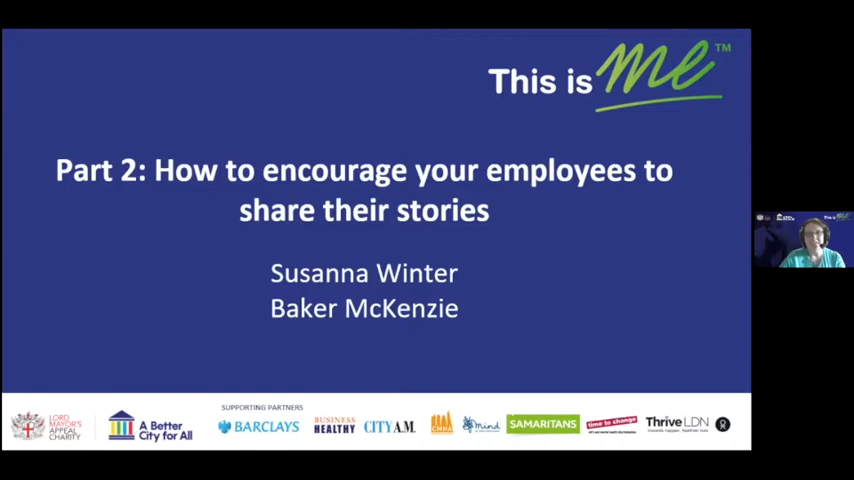 This is me™
Part 2: How to encourage your employees to
share their stories
Susanna Winter
Baker McKenzie
SUPPORTING PARTNERS
LORD
MAYOR'S
APPEAL
CHARITY
A Better
City for All
BARCLAYS
BUSINESS
HEALTHY
CITY A.M.
CMHA
mind
SAMARITANS
time to change
Thrive LDN